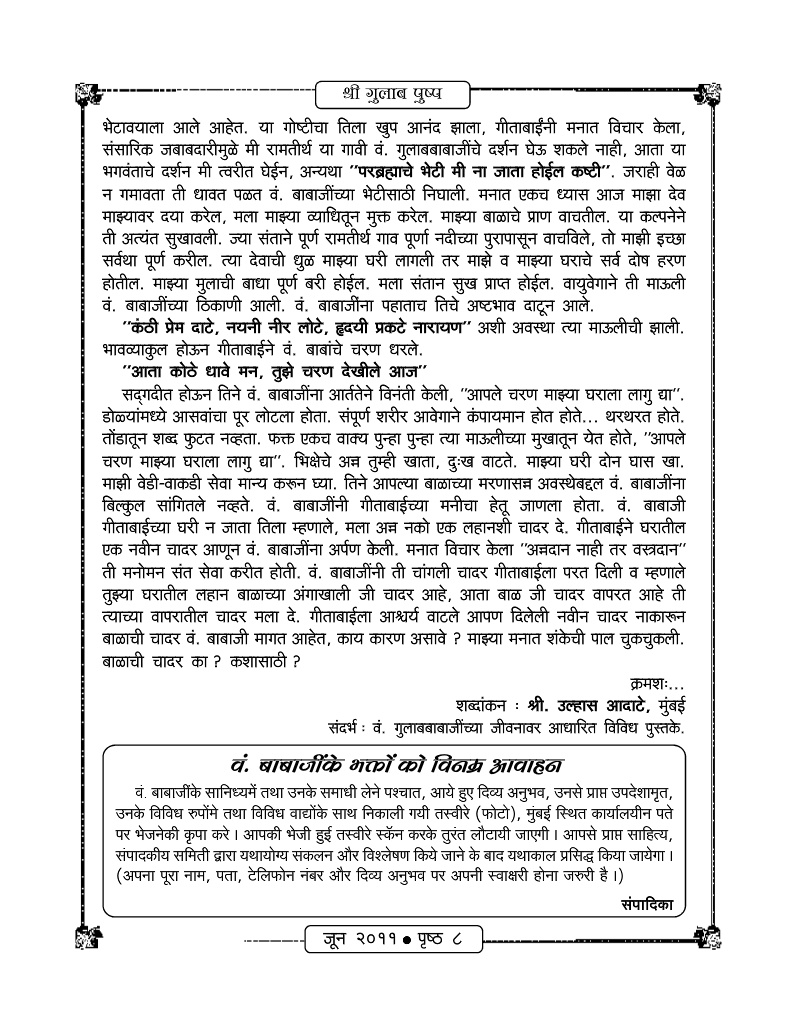 श्री गुलाब पुष्प
भेटावयाला आले आहेत. या गोष्टीचा तिला खुप आनंद झाला, गीताबाईंनी मनात विचार केला,
संसारिक जबाबदारीमुळे मी रामतीर्थ या गावी वं. गुलाबबाबाजींचे दर्शन घेऊ शकले नाही, आता या
भगवंताचे दर्शन मी त्वरीत घेईन, अन्यथा "परब्रह्माचे भेटी मी ना जाता होईल कष्टी". जराही वेळ
न गमावता ती धावत पळत वं. बाबाजींच्या भेटीसाठी निघाली. मनात एकच ध्यास आज माझा देव
माझ्यावर दया करेल, मला माझ्या व्याधितून मुक्त करेल. माझ्या बाळाचे प्राण वाचतील. या कल्पनेने
ती अत्यंत सुखावली. ज्या संताने पूर्ण रामतीर्थ गाव पूर्णा नदीच्या पुरापासून वाचविले, तो माझी इच्छा
सर्वथा पूर्ण करील. त्या देवाची धुळ माझ्या घरी लागली तर माझे व माझ्या घराचे सर्व दोष हरण
होतील. माझ्या मुलाची बाधा पूर्ण बरी होईल. मला संतान सुख प्राप्त होईल. वायुवेगाने ती माऊली
वं. बाबाजींच्या ठिकाणी आली. वं. बाबाजींना पहाताच तिचे अष्टभाव दाटून आले.
"कंठी प्रेम दाटे, नयनी नीर लोटे, हृदयी प्रकटे नारायण" अशी अवस्था त्या माऊलीची झाली.
भावव्याकुल होऊन गीताबाईने वं. बाबांचे चरण धरले.
"आता कोठे धावे मन, तुझे चरण देखीले आज"
सद्‌गदीत होऊन तिने वं. बाबाजींना आर्ततेने विनंती केली, "आपले चरण माझ्या घराला लागु द्या".
डोळ्यांमध्ये आसवांचा पूर लोटला होता. संपूर्ण शरीर आवेगाने कंपायमान होत होते... थरथरत होते.
तोंडातून शब्द फुटत नव्हता. फक्त एकच वाक्य पुन्हा पुन्हा त्या माऊलीच्या मुखातून येत होते, "आपले
चरण माझ्या घराला लागु द्या". भिक्षेचे अन्न तुम्ही खाता, दुःख वाटते. माझ्या घरी दोन घास खा.
माझी वेडी-वाकडी सेवा मान्य करून घ्या. तिने आपल्या बाळाच्या मरणासन्न अवस्थेबद्दल वं. बाबाजींना
बिल्कुल सांगितले नव्हते. वं. बाबाजींनी गीताबाईच्या मनीचा हेतू जाणला होता. वं. बाबाजी
गीताबाईच्या घरी न जाता तिला म्हणाले, मला अन्न नको एक लहानशी चादर दे. गीताबाईने घरातील
एक नवीन चादर आणून वं. बाबाजींना अर्पण केली. मनात विचार केला "अन्नदान नाही तर वस्त्रदान"
ती मनोमन संत सेवा करीत होती. वं. बाबाजींनी ती चांगली चादर गीताबाईला परत दिली व म्हणाले
तुझ्या घरातील लहान बाळाच्या अंगाखाली जी चादर आहे, आता बाळ जी चादर वापरत आहे ती
त्याच्या वापरातील चादर मला दे. गीताबाईला आश्चर्य वाटले आपण दिलेली नवीन चादर नाकारून
बाळाची चादर वं. बाबाजी मागत आहेत, काय कारण असावे ? माझ्या मनात शंकेची पाल चुकचुकली.
बाळाची चादर का ? कशासाठी ?
क्रमशः...
शब्दांकन : श्री. उल्हास आदाटे, मुंबई
संदर्भ : वं. गुलाबबाबाजींच्या जीवनावर आधारित विविध पुस्तके.
वं. बाबाजींके भक्तों को विनम्र आवाहन
वं. बाबाजींके सानिध्यमें तथा उनके समाधी लेने पश्चात, आये हुए दिव्य अनुभव, उनसे प्राप्त उपदेशामृत,
उनके विविध रुपोंमे तथा विविध वाद्योंके साथ निकाली गयी तस्वीरे (फोटो), मुंबई स्थित कार्यालयीन पते
पर भेजनेकी कृपा करे । आपकी भेजी हुई तस्वीरे स्कॅन करके तुरंत लौटायी जाएगी । आपसे प्राप्त साहित्य,
संपादकीय समिती द्वारा यथायोग्य संकलन और विश्लेषण किये जाने के बाद यथाकाल प्रसिद्ध किया जायेगा ।
(अपना पूरा नाम, पता, टेलिफोन नंबर और दिव्य अनुभव पर अपनी स्वाक्षरी होना जरुरी है ।)
संपादिका
जून २०११ ● पृष्ठ ८